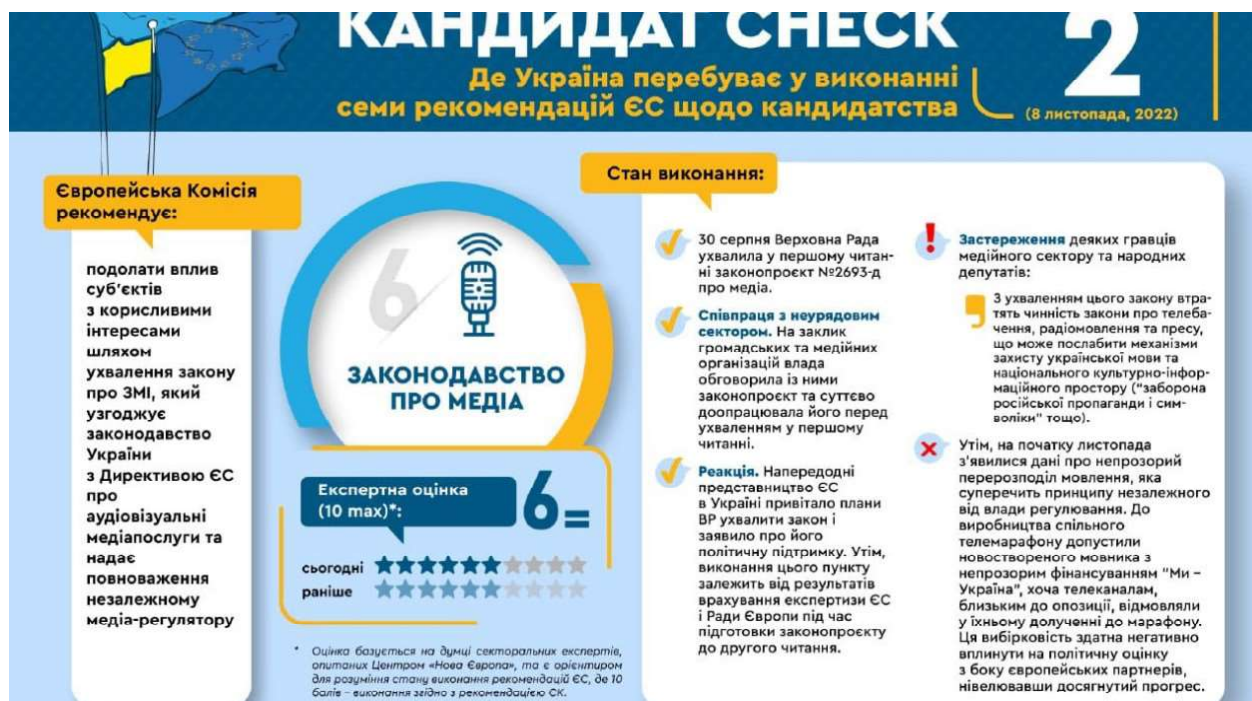 КАНДИДАТ CHECK
2
Де Україна перебуває у виконанні
семи рекомендацій ЄС щодо кандидатства
(8 листопада, 2022)
Європейська Комісія
рекомендує:
подолати вплив
суб’єктів
з корисливими
інтересами
шляхом
ухвалення закону
про ЗМІ, який
узгоджує
законодавство
України
з Директивою ЄС
про
аудіовізуальні
медіапослуги та
надає
повноваження
незалежному
медіа-регулятору
6
ЗАКОНОДАВСТВО
ПРО МЕДІА
Експертна оцінка
(10 max)*:
6=
сьогодні
раніше
* Оцінка базується на думці секторальних експертів,
опитаних Центром «Нова Європа», та є орієнтиром
для розуміння стану виконання рекомендацій ЄС, де 10
балів – виконання згідно з рекомендацією ЄК.
Стан виконання:
30 серпня Верховна Рада
ухвалила у першому читан-
ні законопроєкт №2693-д
про медіа.
Співпраця з неурядовим
сектором. На заклик
громадських та медійних
організацій влада
обговорила із ними
законопроєкт та суттєво
доопрацювала його перед
ухваленням у першому
читанні.
Реакція. Напередодні
представництво ЄС
в Україні привітало плани
ВР ухвалити закон і
заявило про його
політичну підтримку. Утім,
виконання цього пункту
залежить від результатів
врахування експертизи ЄС
і Ради Європи під час
підготовки законопроєкту
до другого читання.
Застереження деяких гравців
медійного сектору та народних
депутатів:
З ухваленням цього закону втра-
тять чинність закони про телеба-
чення, радіомовлення та пресу,
що може послабити механізми
захисту української мови та
національного культурно-інфор-
маційного простору (“заборона
російської пропаганди і сим-
воліки” тощо).
Утім, на початку листопада
з’явилися дані про непрозорий
перерозподіл мовлення, яка
суперечить принципу незалежного
від влади регулювання. До
виробництва спільного
телемарафону допустили
новоствореного мовника з
непрозорим фінансуванням “Ми –
Україна”, хоча телеканалам,
близьким до опозиції, відмовляли
у їхньому долученні до марафону.
Ця вибірковість здатна негативно
вплинути на політичну оцінку
з боку європейських партнерів,
нівелювавши досягнутий прогрес.